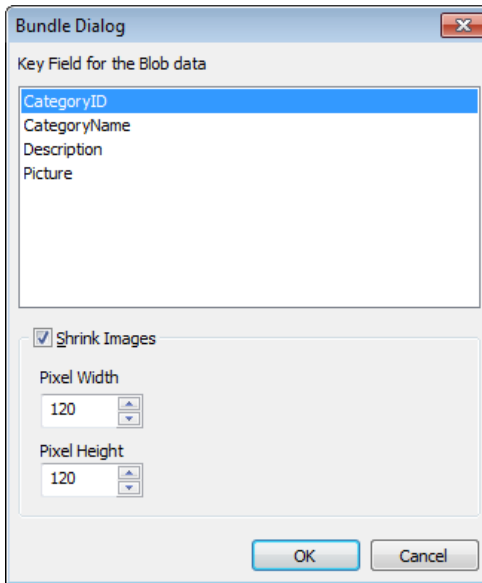 Bundle Dialog
Key Field for the Blob data
CategoryID
CategoryName
Description
Picture
Shrink Images
Pixel Width
120
Pixel Height
120
OK Cancel